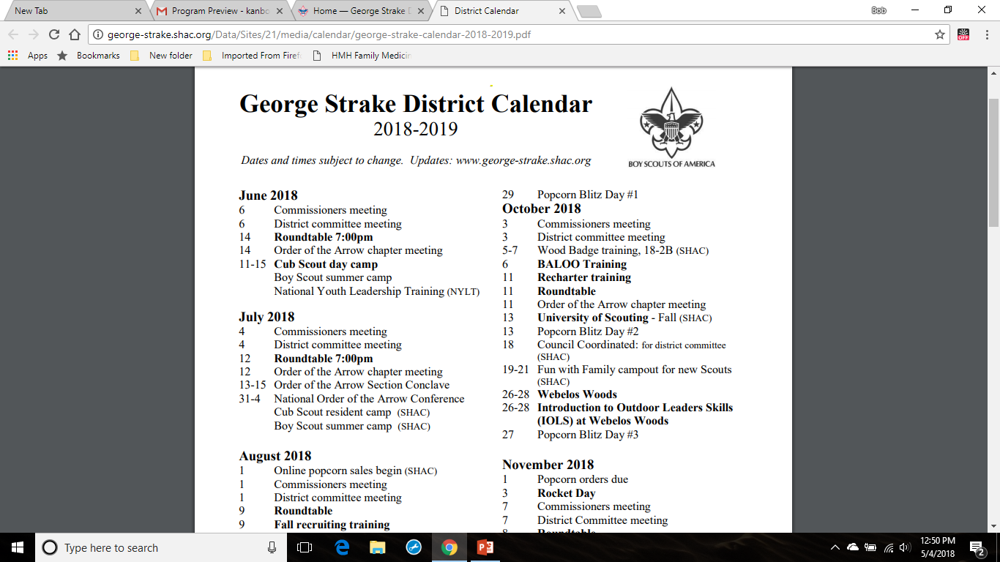 New Tab
Program Preview - kanbo
Home — George Strake D
District Calendar
Bob
george-strake.shac.org/Data/Sites/21/media/calendar/george-strake-calendar-2018-2019.pdf
OFF
Apps
Bookmarks
New folder
Imported From Firef
HMH Family Medicin
George Strake District Calendar
2018-2019
Dates and times subject to change. Updates: www.george-strake.shac.org
BOY SCOUTS OF AMERICA
June 2018
6 Commissioners meeting
6 District committee meeting
14 Roundtable 7:00pm
14 Order of the Arrow chapter meeting
11-15 Cub Scout day camp
Boy Scout summer camp
National Youth Leadership Training (NYLT)
July 2018
4 Commissioners meeting
4 District committee meeting
12 Roundtable 7:00pm
12 Order of the Arrow chapter meeting
13-15 Order of the Arrow Section Conclave
31-4 National Order of the Arrow Conference
Cub Scout resident camp (SHAC)
Boy Scout summer camp (SHAC)
August 2018
1 Online popcorn sales begin (SHAC)
1 Commissioners meeting
1 District committee meeting
9 Roundtable
9 Fall recruiting training
29 Popcorn Blitz Day #1
October 2018
3 Commissioners meeting
3 District committee meeting
5-7 Wood Badge training, 18-2B (SHAC)
6 BALOO Training
11 Recharter training
11 Roundtable
11 Order of the Arrow chapter meeting
13 University of Scouting - Fall (SHAC)
13 Popcorn Blitz Day #2
18 Council Coordinated: for district committee
(SHAC)
19-21 Fun with Family campout for new Scouts
(SHAC)
26-28 Webelos Woods
26-28 Introduction to Outdoor Leaders Skills
(IOLS) at Webelos Woods
27 Popcorn Blitz Day #3
November 2018
1 Popcorn orders due
3 Rocket Day
7 Commissioners meeting
7 District Committee meeting
8 Roundtable
Type here to search
12:50 PM
5/4/2018
2